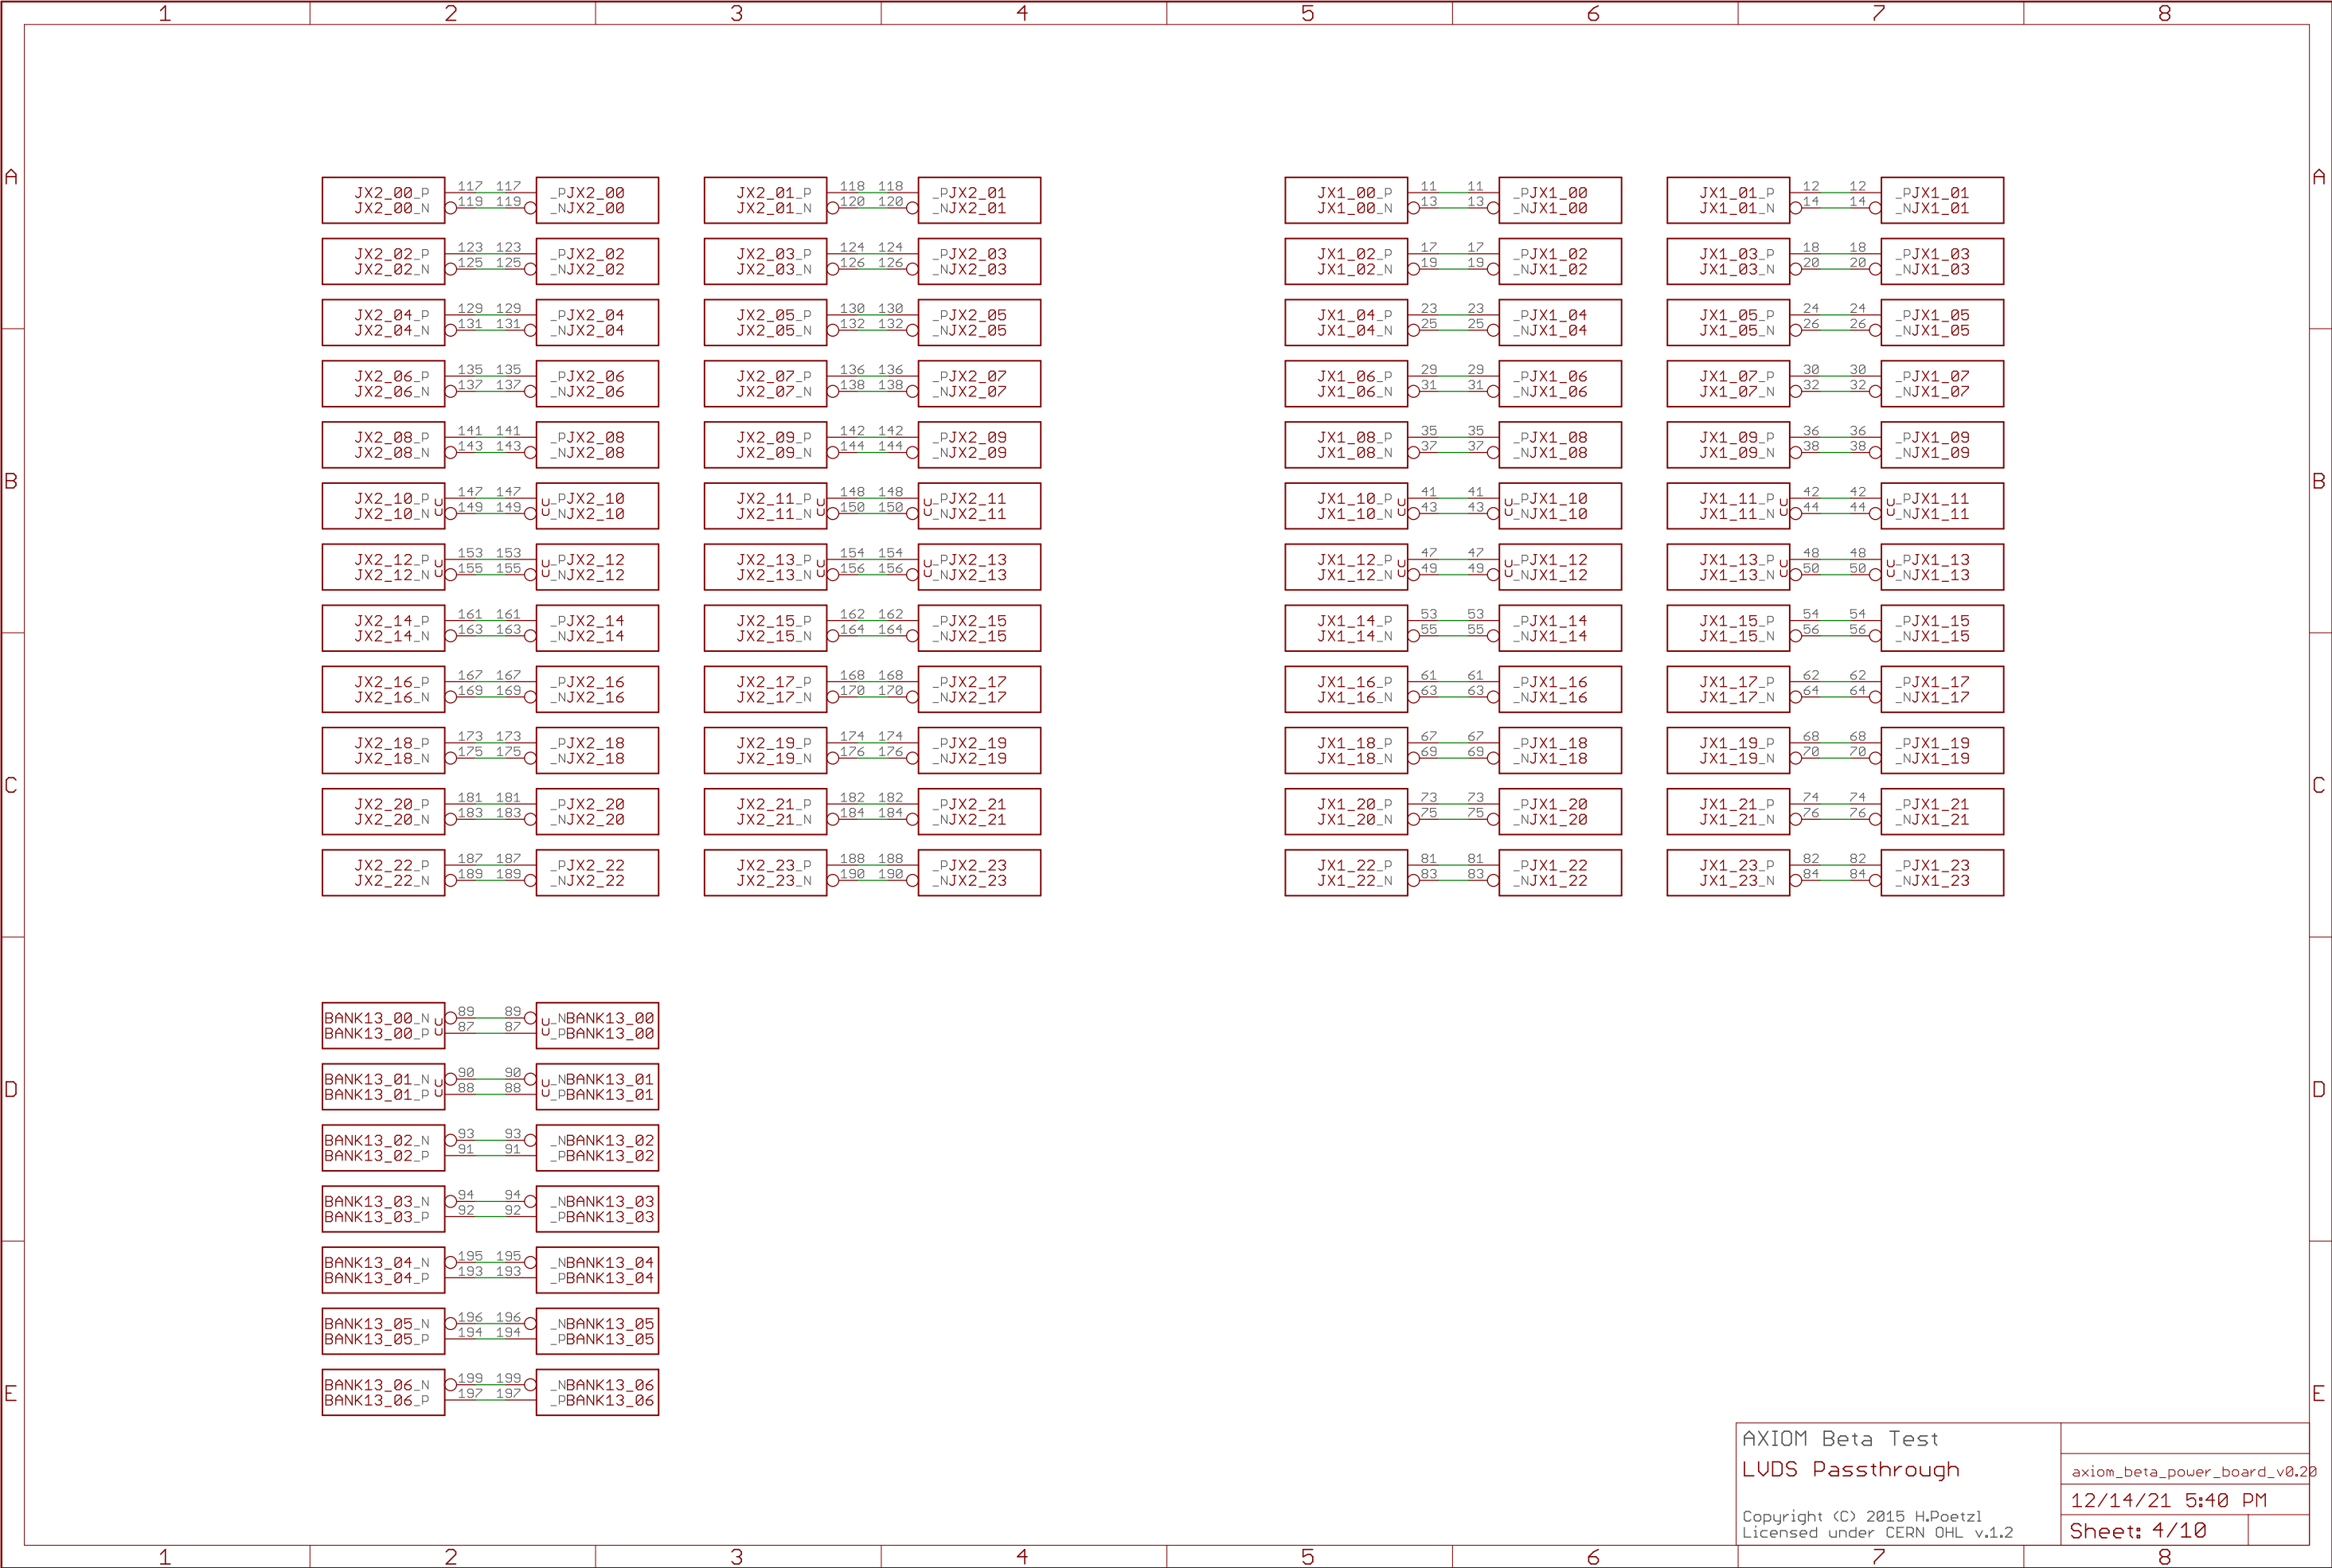 1 2 3 4 5 6 7 8
A A
JX2_00_P 117 117 _PJX2_00 JX2_01_P 118 118 _PJX2_01 JX1_00_P 11 11 _PJX1_00 JX1_01_P 12 12 _PJX1_01
JX2_00_N 119 119 _NJX2_00 JX2_01_N 120 120 _NJX2_01 JX1_00_N 13 13 _NJX1_00 JX1_01_N 14 14 _NJX1_01
JX2_02_P 123 123 _PJX2_02 JX2_03_P 124 124 _PJX2_03 JX1_02_P 17 17 _PJX1_02 JX1_03_P 18 18 _PJX1_03
JX2_02_N 125 125 _NJX2_02 JX2_03_N 126 126 _NJX2_03 JX1_02_N 19 19 _NJX1_02 JX1_03_N 20 20 _NJX1_03
JX2_04_P 129 129 _PJX2_04 JX2_05_P 130 130 _PJX2_05 JX1_04_P 23 23 _PJX1_04 JX1_05_P 24 24 _PJX1_05
JX2_04_N 131 131 _NJX2_04 JX2_05_N 132 132 _NJX2_05 JX1_04_N 25 25 _NJX1_04 JX1_05_N 26 26 _NJX1_05
JX2_06_P 135 135 _PJX2_06 JX2_07_P 136 136 _PJX2_07 JX1_06_P 29 29 _PJX1_06 JX1_07_P 30 30 _PJX1_07
JX2_06_N 137 137 _NJX2_06 JX2_07_N 138 138 _NJX2_07 JX1_06_N 31 31 _NJX1_06 JX1_07_N 32 32 _NJX1_07
JX2_08_P 141 141 _PJX2_08 JX2_09_P 142 142 _PJX2_09 JX1_08_P 35 35 _PJX1_08 JX1_09_P 36 36 _PJX1_09
JX2_08_N 143 143 _NJX2_08 JX2_09_N 144 144 _NJX2_09 JX1_08_N 37 37 _NJX1_08 JX1_09_N 38 38 _NJX1_09
B B
JX2_10_P U 147 147 U _PJX2_10 JX2_11_P U 148 148 U _PJX2_11 JX1_10_P U 41 41 U _PJX1_10 JX1_11_P U 42 42 U _PJX1_11
JX2_10_N U 149 149 U _NJX2_10 JX2_11_N U 150 150 U _NJX2_11 JX1_10_N U 43 43 U _NJX1_10 JX1_11_N U 44 44 U _NJX1_11
JX2_12_P U 153 153 U _PJX2_12 JX2_13_P U 154 154 U _PJX2_13 JX1_12_P U 47 47 U _PJX1_12 JX1_13_P U 48 48 U _PJX1_13
JX2_12_N U 155 155 U _NJX2_12 JX2_13_N U 156 156 U _NJX2_13 JX1_12_N U 49 49 U _NJX1_12 JX1_13_N U 50 50 U _NJX1_13
JX2_14_P 161 161 _PJX2_14 JX2_15_P 162 162 _PJX2_15 JX1_14_P 53 53 _PJX1_14 JX1_15_P 54 54 _PJX1_15
JX2_14_N 163 163 _NJX2_14 JX2_15_N 164 164 _NJX2_15 JX1_14_N 55 55 _NJX1_14 JX1_15_N 56 56 _NJX1_15
JX2_16_P 167 167 _PJX2_16 JX2_17_P 168 168 _PJX2_17 JX1_16_P 61 61 _PJX1_16 JX1_17_P 62 62 _PJX1_17
JX2_16_N 169 169 _NJX2_16 JX2_17_N 170 170 _NJX2_17 JX1_16_N 63 63 _NJX1_16 JX1_17_N 64 64 _NJX1_17
JX2_18_P 173 173 _PJX2_18 JX2_19_P 174 174 _PJX2_19 JX1_18_P 67 67 _PJX1_18 JX1_19_P 68 68 _PJX1_19
JX2_18_N 175 175 _NJX2_18 JX2_19_N 176 176 _NJX2_19 JX1_18_N 69 69 _NJX1_18 JX1_19_N 70 70 _NJX1_19
C C
JX2_20_P 181 181 _PJX2_20 JX2_21_P 182 182 _PJX2_21 JX1_20_P 73 73 _PJX1_20 JX1_21_P 74 74 _PJX1_21
JX2_20_N 183 183 _NJX2_20 JX2_21_N 184 184 _NJX2_21 JX1_20_N 75 75 _NJX1_20 JX1_21_N 76 76 _NJX1_21
JX2_22_P 187 187 _PJX2_22 JX2_23_P 188 188 _PJX2_23 JX1_22_P 81 81 _PJX1_22 JX1_23_P 82 82 _PJX1_23
JX2_22_N 189 189 _NJX2_22 JX2_23_N 190 190 _NJX2_23 JX1_22_N 83 83 _NJX1_22 JX1_23_N 84 84 _NJX1_23
BANK13_00_N U 89 89 U _NBANK13_00
BANK13_00_P U 87 87 U _PBANK13_00
BANK13_01_N U 90 90 U _NBANK13_01
D D
BANK13_01_P U 88 88 U _PBANK13_01
BANK13_02_N 93 93 _NBANK13_02
BANK13_02_P 91 91 _PBANK13_02
BANK13_03_N 94 94 _NBANK13_03
BANK13_03_P 92 92 _PBANK13_03
BANK13_04_N 195 195 _NBANK13_04
BANK13_04_P 193 193 _PBANK13_04
BANK13_05_N 196 196 _NBANK13_05
BANK13_05_P 194 194 _PBANK13_05
BANK13_06_N 199 199 _NBANK13_06
E E
BANK13_06_P 197 197 _PBANK13_06
AXIOM Beta Test
LVDS Passthrough
axiom_beta_power_board_v0.20
12/14/21 5:40 PM
Copyright (C) 2015 H.Poetzl
Licensed under CERN OHL v.1.2
Sheet: 4/10
1 2 3 4 5 6 7 8